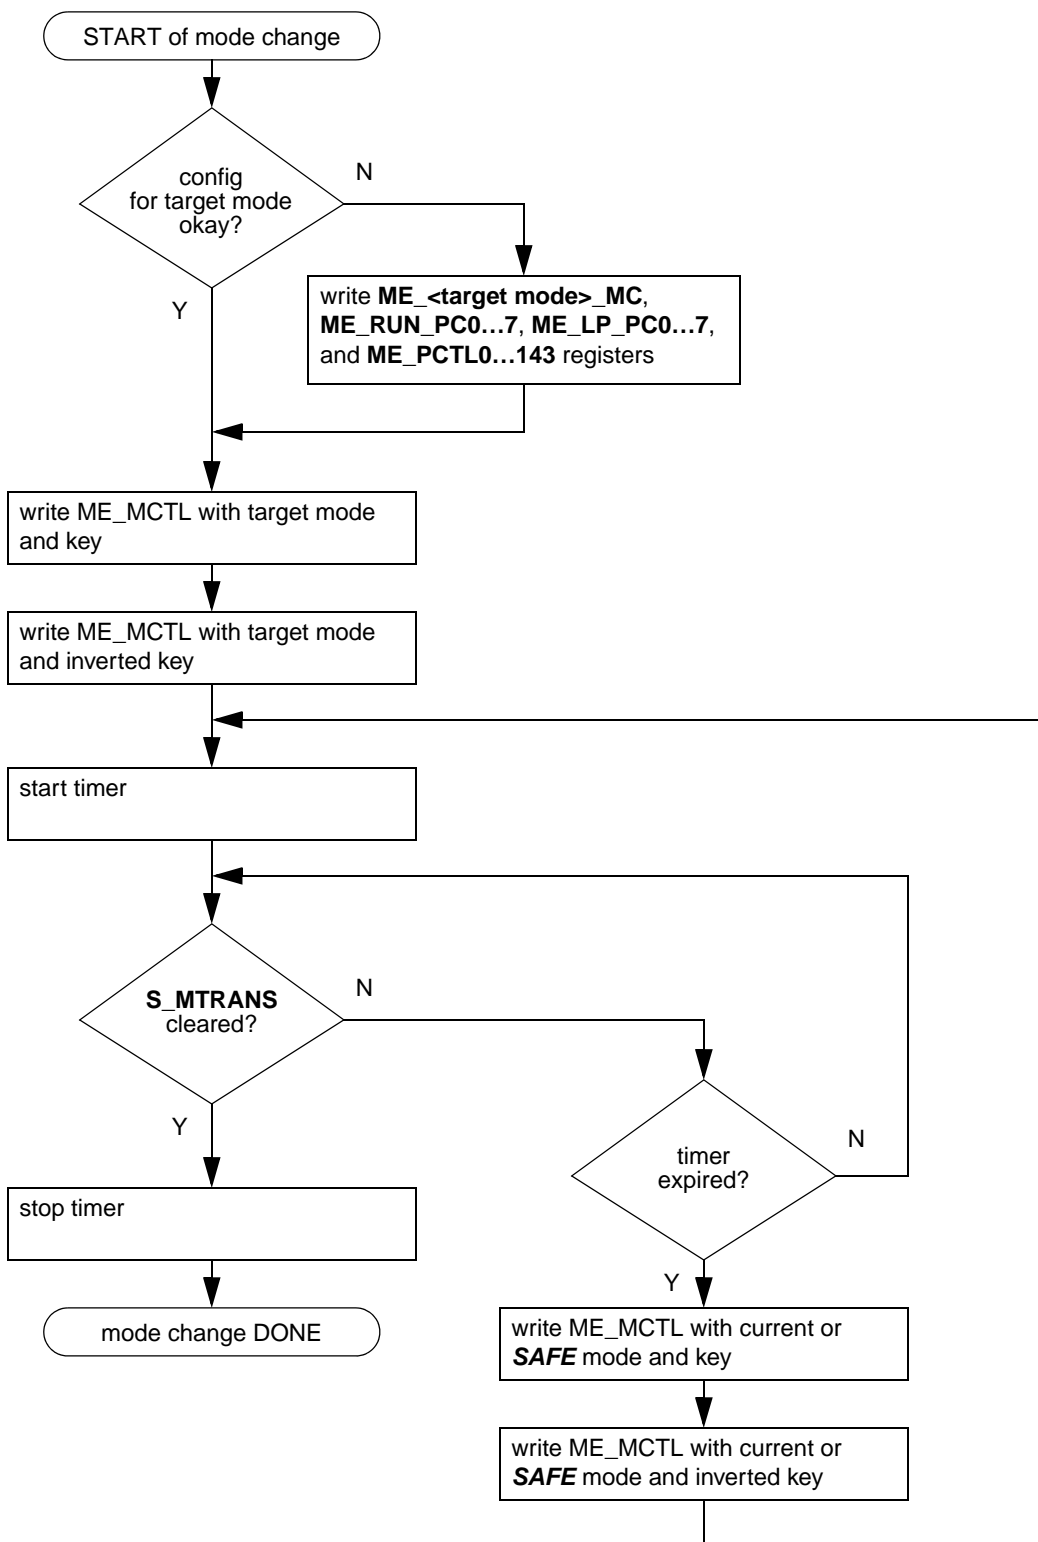 START of mode change
config
for target mode
okay?
N
Y
write ME_<target mode>_MC,
ME_RUN_PC0…7, ME_LP_PC0…7,
and ME_PCTL0…143 registers
write ME_MCTL with target mode
and key
write ME_MCTL with target mode
and inverted key
start timer
S_MTRANS
cleared?
N
Y
timer
expired?
N
Y
stop timer
mode change DONE
write ME_MCTL with current or
SAFE mode and key
write ME_MCTL with current or
SAFE mode and inverted key